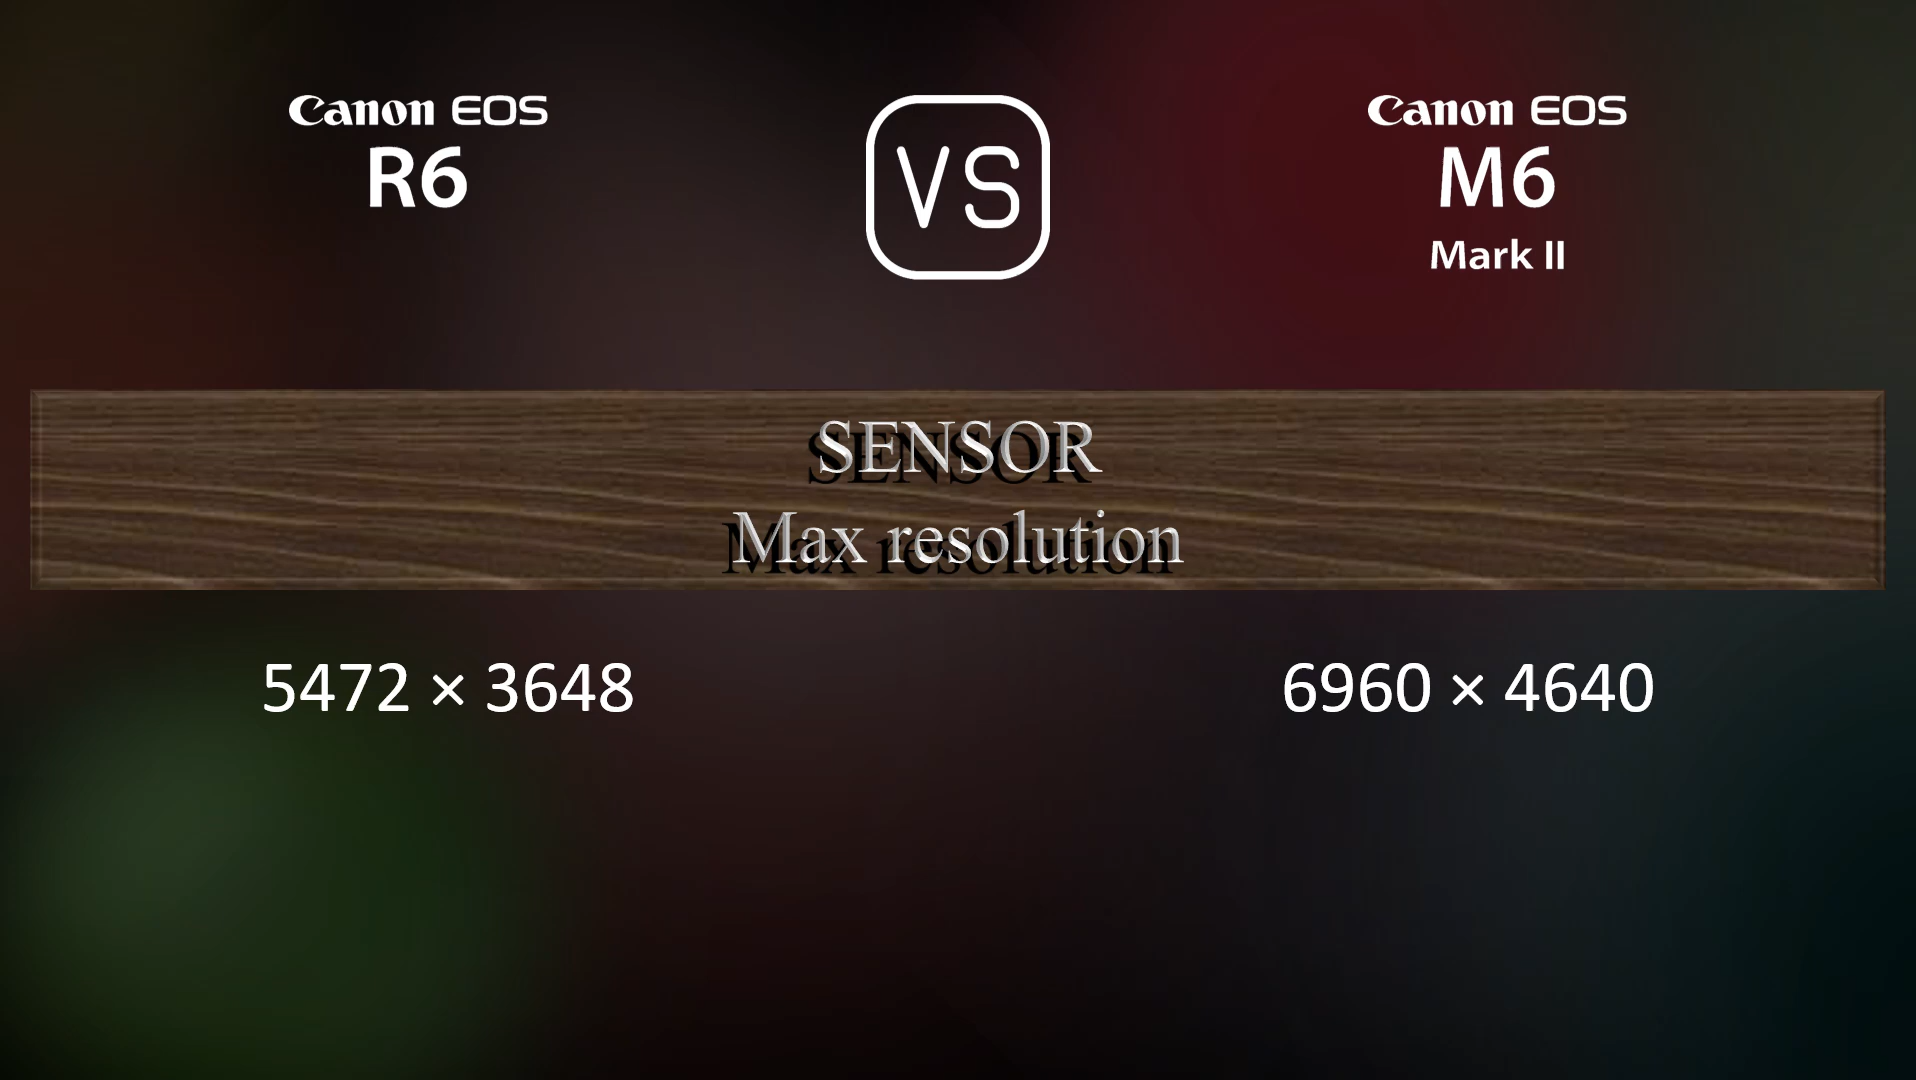 Canon EOS
R6
VS
Canon EOS
M6
Mark II
SENSOR
Max resolution
5472 × 3648
6960 × 4640